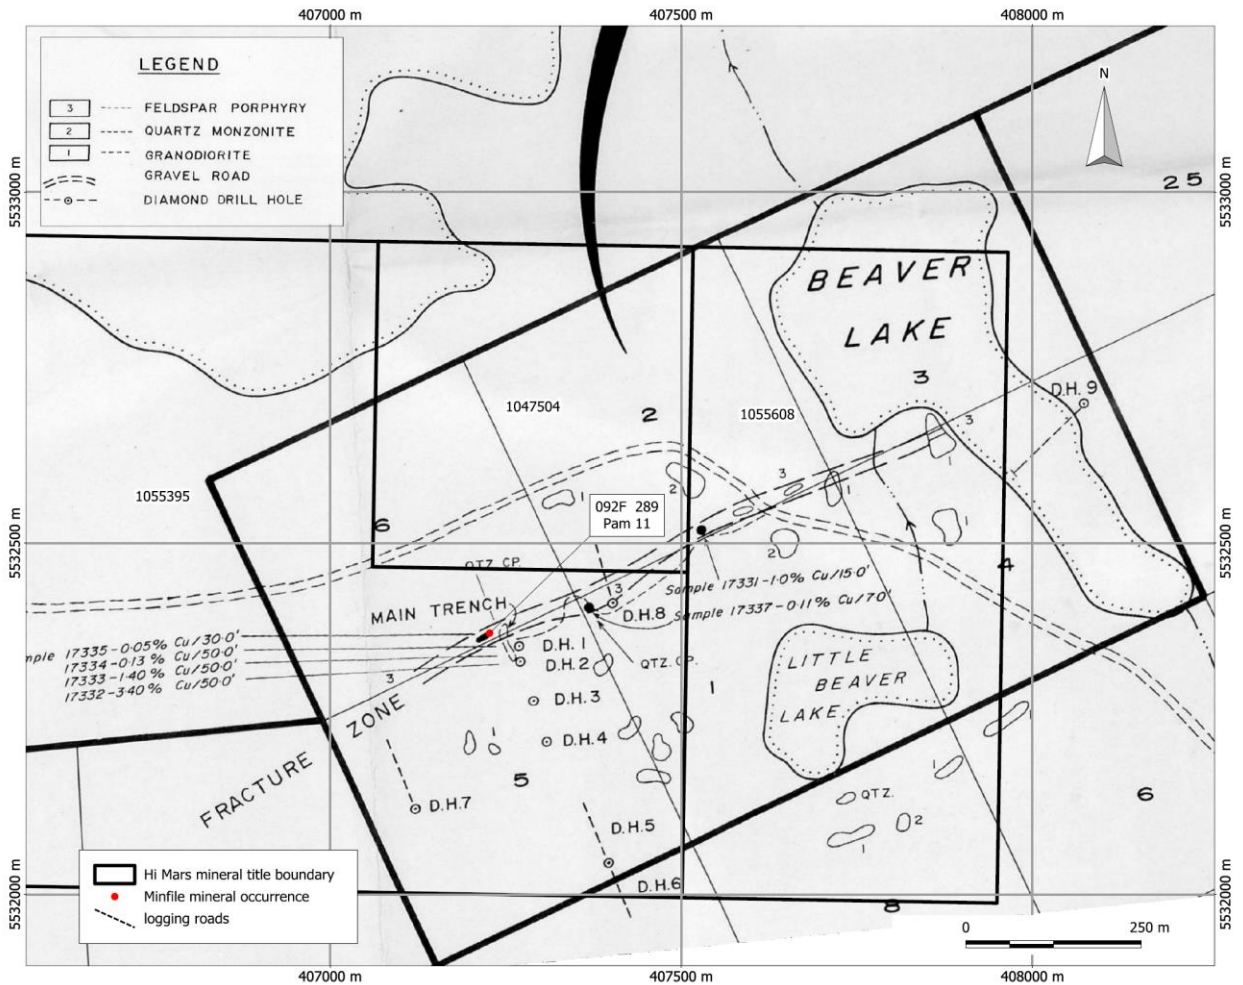 407000 m
407500 m
408000 m
LEGEND
3 FELDSPAR PORPHYRY
2 QUARTZ MONZONITE
1 GRANODIORITE
GRAVEL ROAD
DIAMOND DRILL HOLE
N
25
5533000 m
5533000 m
BEAVER
LAKE
3
D.H. 9
1047504
2
1055608
3
1
1055395
3
2
1
1
092F 289
Pam 11
6
1
2
5532500 m
5532500 m
4
QTZ. CP.
Sample 17331-1.0% Cu/15.0'
3
MAIN TRENCH
D.H.8
Sample 17337-0.11% Cu/7.0'
mple 17335-0.05% Cu/30.0'
17334-0.13% Cu/50.0'
17333-1.40% Cu/50.0'
17332-3.40% Cu/50.0'
D.H. 1
D.H. 2
QTZ. CP.
LITTLE
BEAVER
LAKE
3
1
D.H.3
FRACTURE ZONE
1
D.H.4
1
5
1
6
D.H.7
QTZ.
D.H.5
2
1
D.H.6
8
Hi Mars mineral title boundary
Minfile mineral occurrence
logging roads
5532000 m
5532000 m
0 250 m
407000 m
407500 m
408000 m